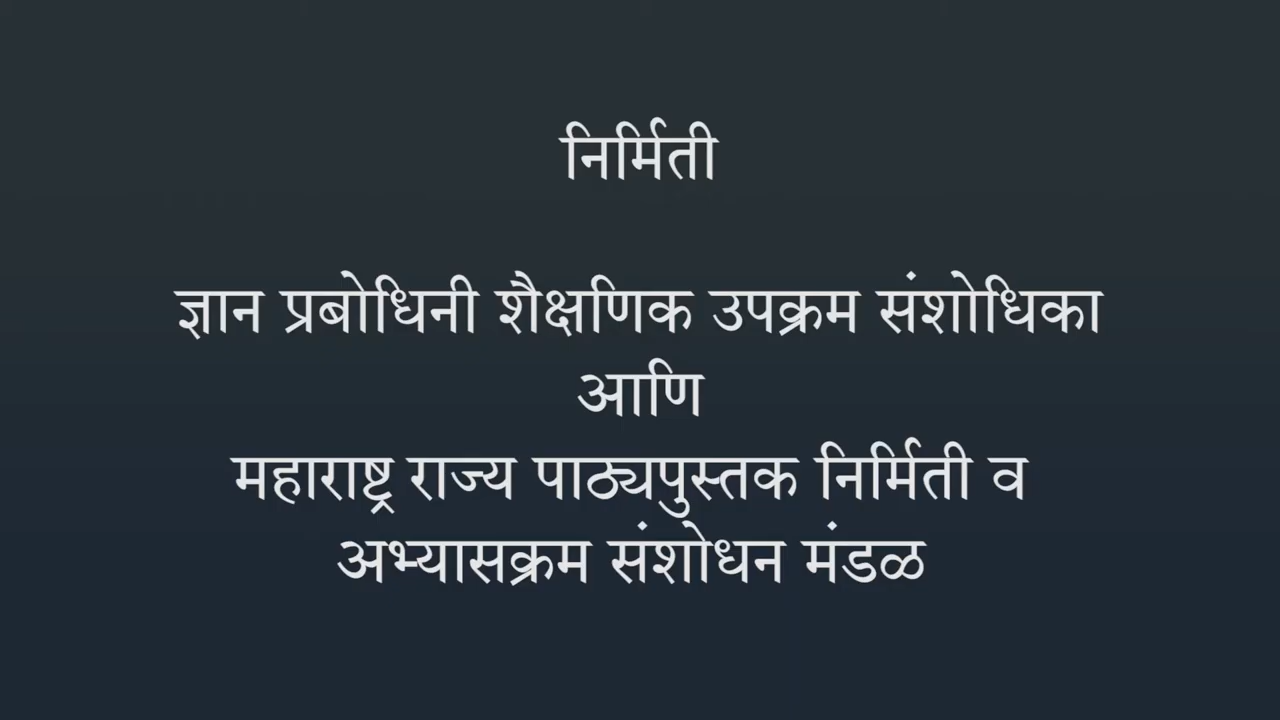 निर्मिती
ज्ञान प्रबोधिनी शैक्षणिक उपक्रम संशोधिका
आणि
महाराष्ट्र राज्य पाठ्यपुस्तक निर्मिती व
अभ्यासक्रम संशोधन मंडळ